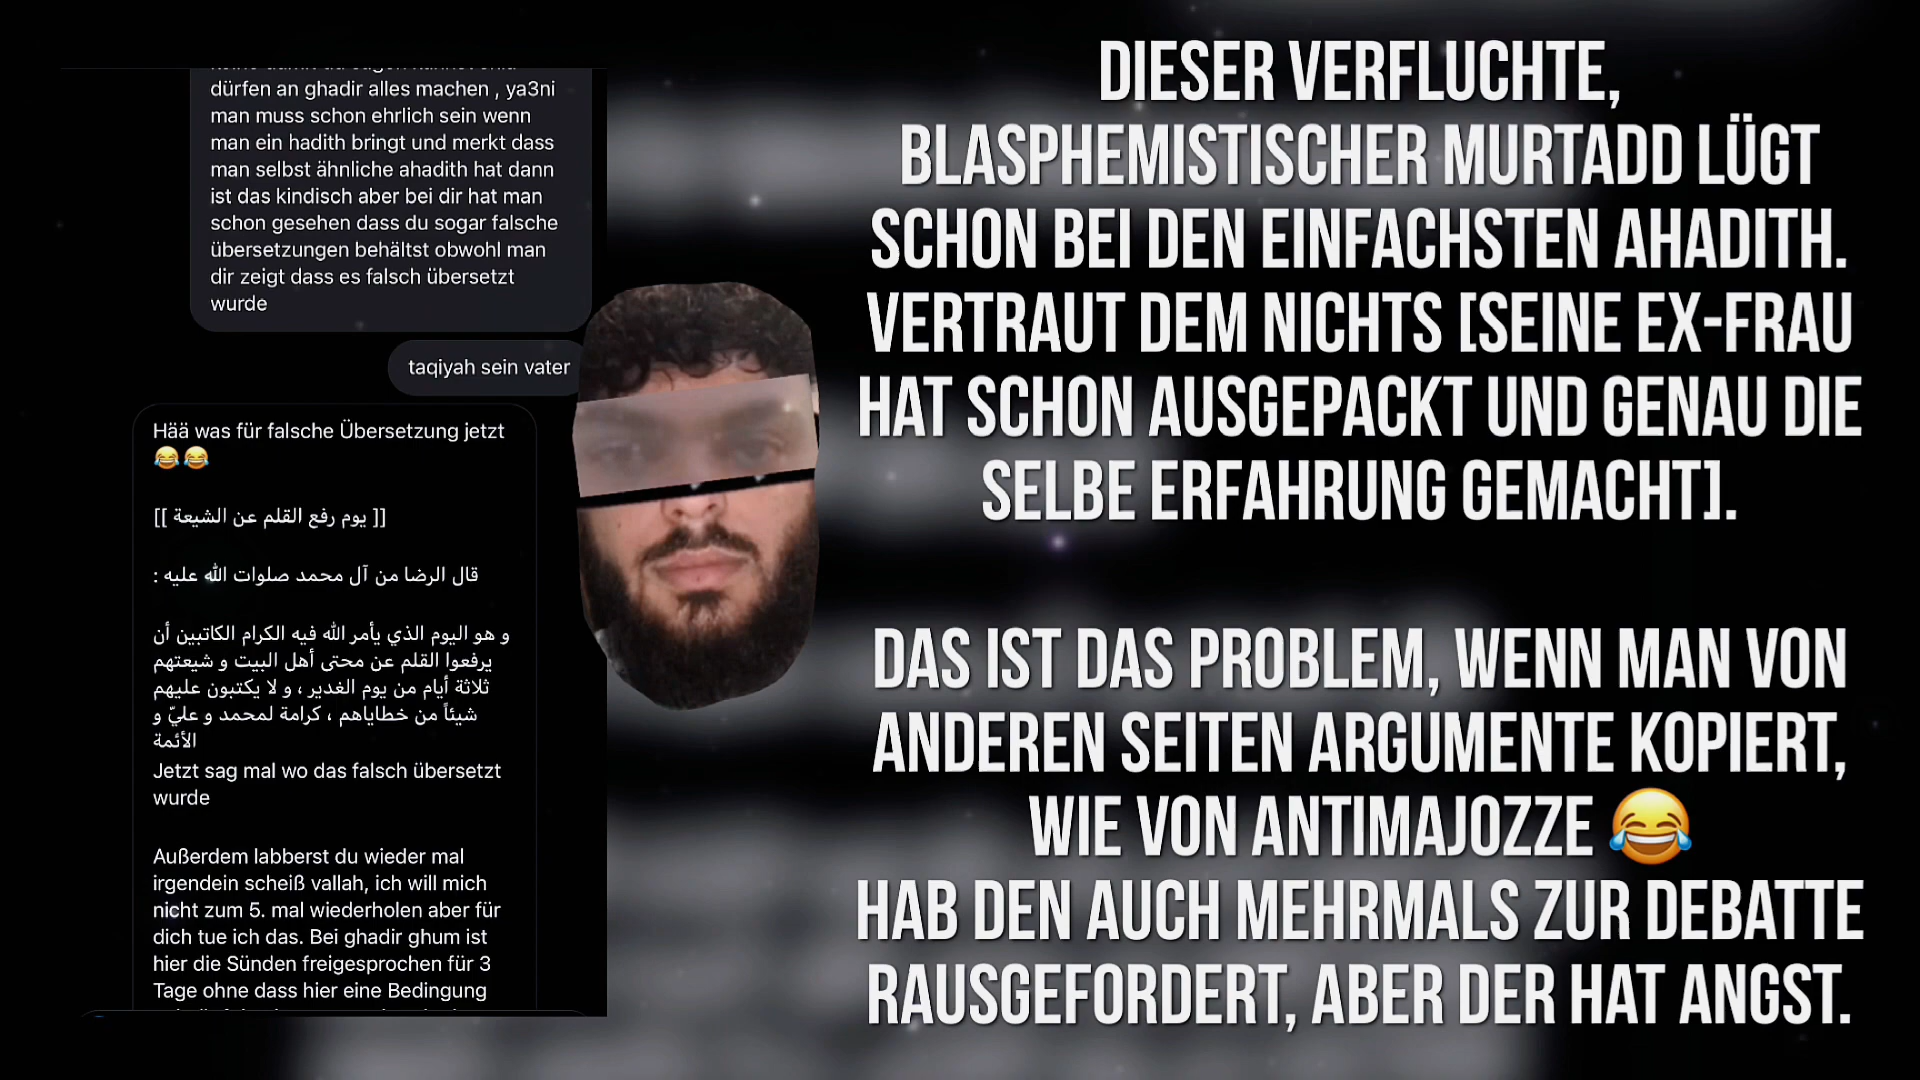 dürfen an ghadir alles machen , ya3ni
man muss schon ehrlich sein wenn
man ein hadith bringt und merkt dass
man selbst ähnliche ahadith hat dann
ist das kindisch aber bei dir hat man
schon gesehen dass du sogar falsche
übersetzungen behältst obwohl man
dir zeigt dass es falsch übersetzt
wurde
taqiyah sein vater
Hää was für falsche Übersetzung jetzt
😂😂
[[ يوم رفع القلم عن الشيعة ]]
قال الرضا من آل محمد صلوات الله عليه :
و هو اليوم الذي يأمر الله فيه الكرام الكاتبين أن
يرفعوا القلم عن محتى أهل البيت و شيعتهم
ثلاثة أيام من يوم الغدير ، و لا يكتبون عليهم
شيئاً من خطاياهم ، كرامة لمحمد و عليّ و
الأئمة
Jetzt sag mal wo das falsch übersetzt
wurde
Außerdem labberst du wieder mal
irgendein scheiß vallah, ich will mich
nicht zum 5. mal wiederholen aber für
dich tue ich das. Bei ghadir ghum ist
hier die Sünden freigesprochen für 3
Tage ohne dass hier eine Bedingung
DIESER VERFLUCHTE,
BLASPHEMISTISCHER MURTADD LÜGT
SCHON BEI DEN EINFACHSTEN AHADITH.
VERTRAUT DEM NICHTS [SEINE EX-FRAU
HAT SCHON AUSGEPACKT UND GENAU DIE
SELBE ERFAHRUNG GEMACHT].
DAS IST DAS PROBLEM, WENN MAN VON
ANDEREN SEITEN ARGUMENTE KOPIERT,
WIE VON ANTIMAJOZZE 😂
HAB DEN AUCH MEHRMALS ZUR DEBATTE
RAUSGEFORDERT, ABER DER HAT ANGST.